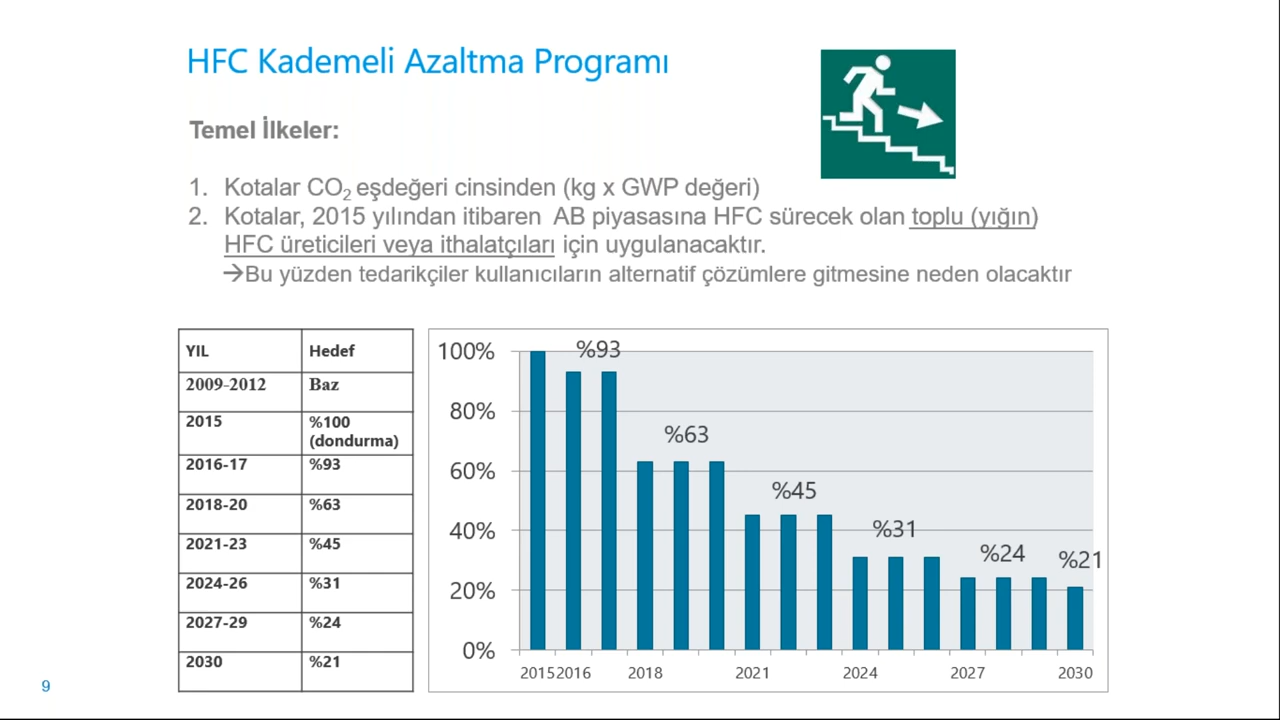 HFC Kademeli Azaltma Programı
Temel İlkeler:
1. Kotalar CO2 eşdeğeri cinsinden (kg x GWP değeri)
2. Kotalar, 2015 yılından itibaren AB piyasasına HFC sürecek olan toplu (yığın)
HFC üreticileri veya ithalatçıları için uygulanacaktır.
→Bu yüzden tedarikçiler kullanıcıların alternatif çözümlere gitmesine neden olacaktır
YIL Hedef
2009-2012 Baz
2015 %100
(dondurma)
2016-17 %93
2018-20 %63
2021-23 %45
2024-26 %31
2027-29 %24
2030 %21
100%
80%
60%
40%
20%
0%
%93
%63
%45
%31
%24
%21
2015 2016 2018 2021 2024 2027 2030
9